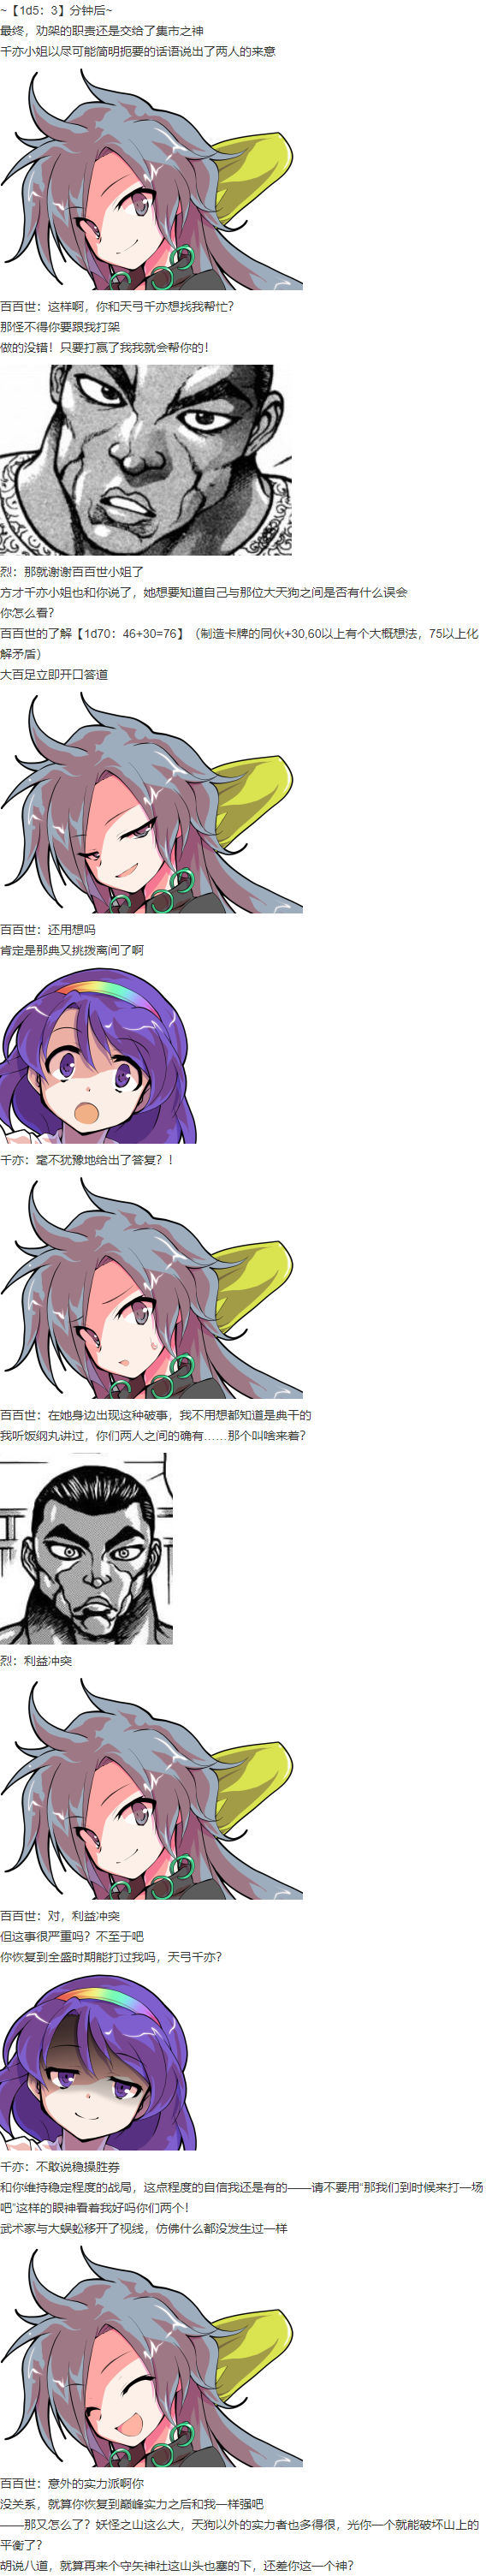 ~【1d5：3】分钟后~
最终，劝架的职责还是交给了集市之神
千亦小姐以尽可能简明扼要的话语说出了两人的来意
百百世：这样啊，你和天弓千亦想找我帮忙？
那怪不得你要跟我打架
做的没错！只要打赢了我我就会帮你的！
烈：那就谢谢百百世小姐了
方才千亦小姐也和你说了，她想要知道自己与那位大天狗之间是否有什么误会
你怎么看？
百百世的了解【1d70：46+30=76】（制造卡牌的同伙+30,60以上有个大概想法，75以上化
解矛盾）
大百足立即开口答道
百百世：还用想吗
肯定是那典又挑拨离间了啊
千亦：毫不犹豫地给出了答复？！
百百世：在她身边出现这种破事，我不用想都知道是典干的
我听饭纲丸讲过，你们两人之间的确有……那个叫啥来着？
烈：利益冲突
百百世：对，利益冲突
但这事很严重吗？不至于吧
你恢复到全盛时期能打过我吗，天弓千亦？
千亦：不敢说稳操胜券
和你维持稳定程度的战局，这点程度的自信我还是有的——请不要用“那我们到时候来打一场
吧”这样的眼神看着我好吗你们两个！
武术家与大蜈蚣移开了视线，仿佛什么都没发生过一样
百百世：意外的实力派啊你
没关系，就算你恢复到巅峰实力之后和我一样强吧
——那又怎么了？妖怪之山这么大，天狗以外的实力者也多得很，光你一个就能破坏山上的
平衡了？
胡说八道，就算再来个守矢神社这山头也塞的下，还差你这一个神？